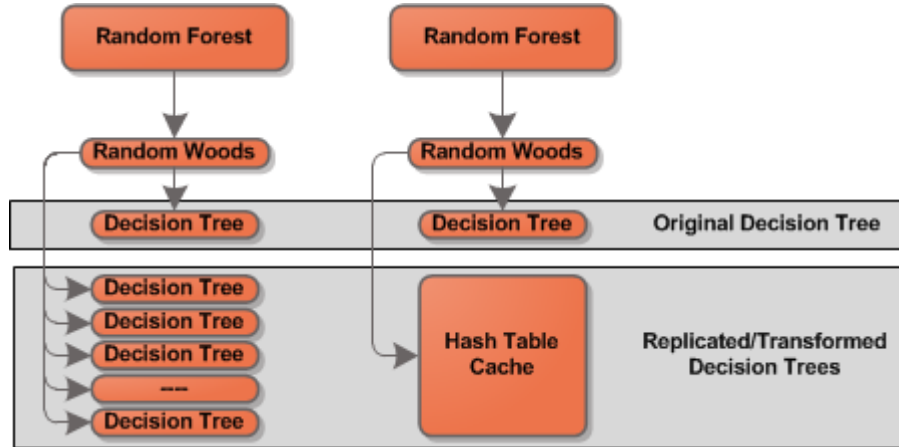 Random Forest
Random Forest
Random Woods
Random Woods
Decision Tree
Decision Tree
Original Decision Tree
Decision Tree
Decision Tree
Decision Tree
----
Decision Tree
Hash Table
Cache
Replicated/Transformed
Decision Trees